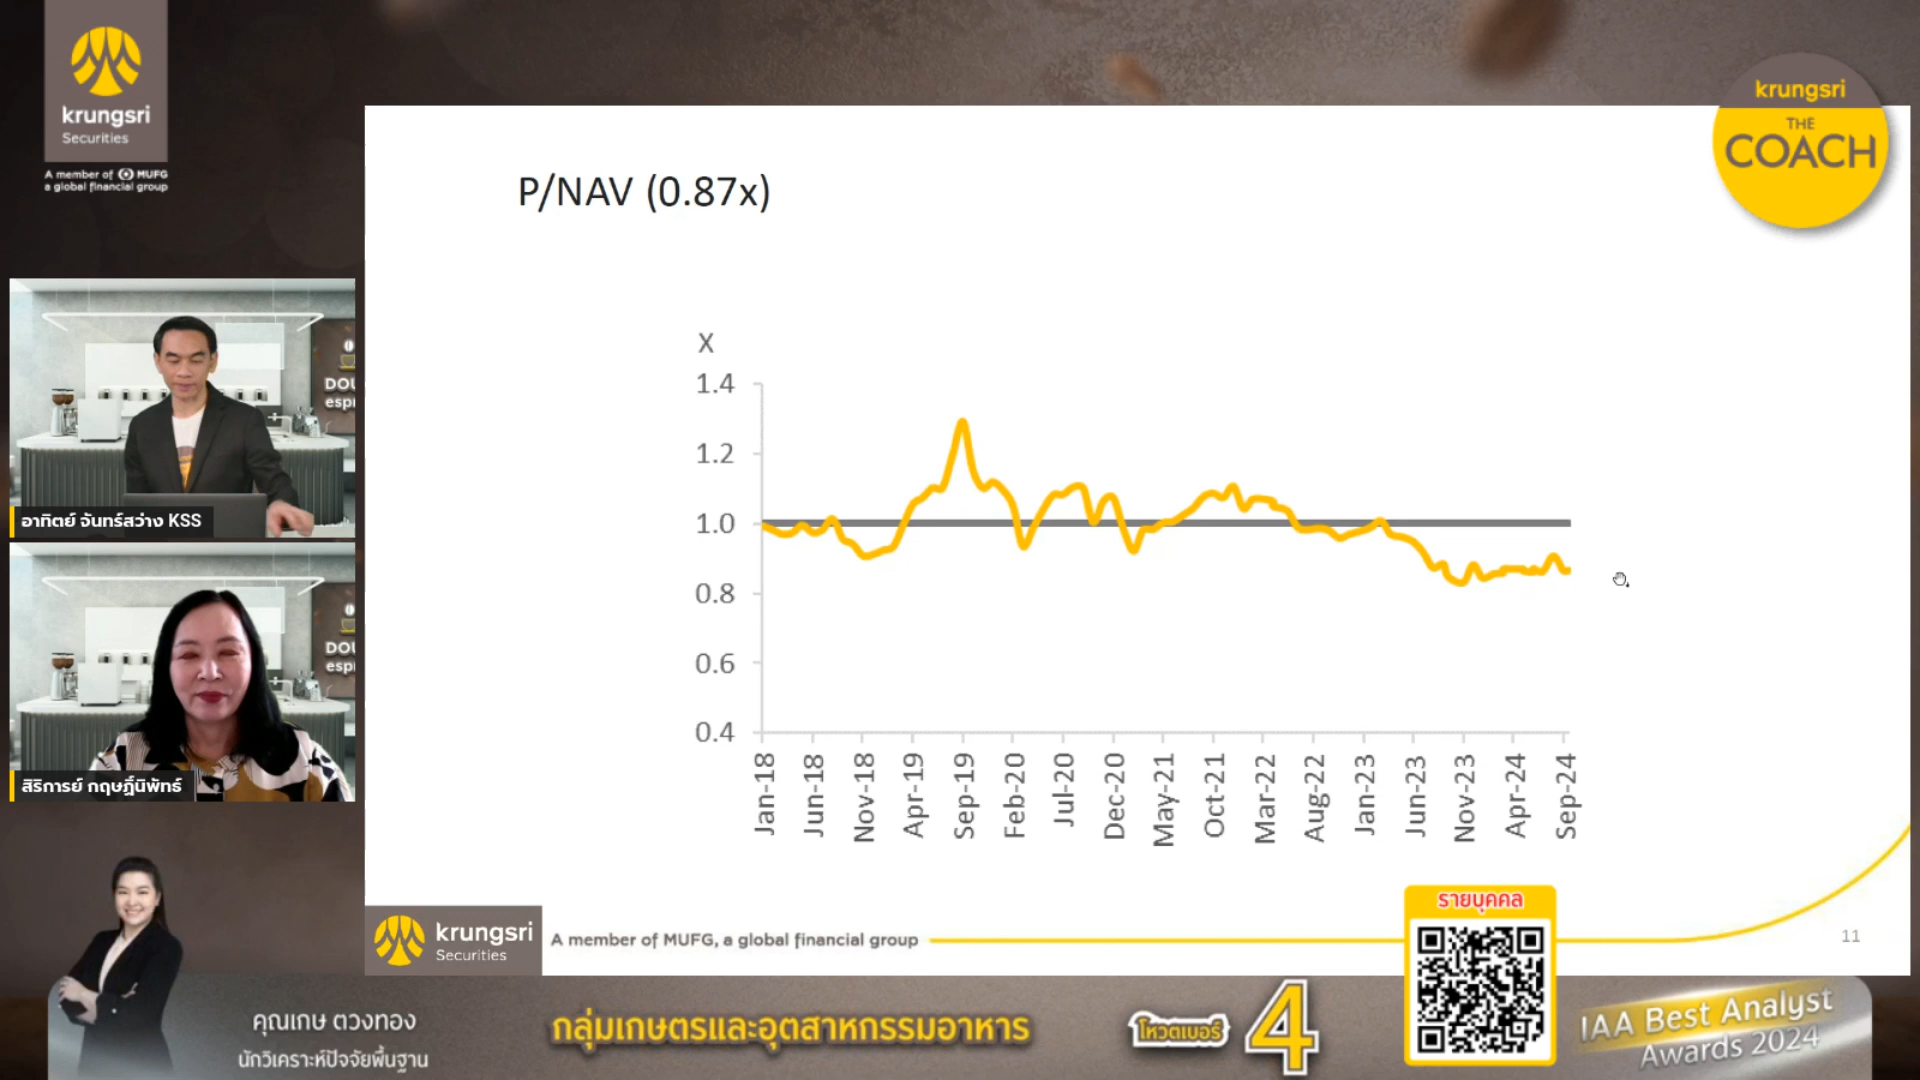 krungsri
Securities
A member of MUFG
a global financial group
krungsri
THE
COACH
P/NAV (0.87x)
X
1.4
1.2
1.0
0.8
0.6
0.4
Jan-18
Jun-18
Nov-18
Apr-19
Sep-19
Feb-20
Jul-20
Dec-20
May-21
Oct-21
Mar-22
Aug-22
Jan-23
Jun-23
Nov-23
Apr-24
Sep-24
DOU
espr
อาทิตย์ จันทร์สว่าง KSS
DOU
espr
สิริการย์ กฤษฎิ์นิพัทธ์
krungsri
Securities
A member of MUFG, a global financial group
11
รายบุคคล
คุณเกษ ตวงทอง
นักวิเคราะห์ปัจจัยพื้นฐาน
กลุ่มเกษตรและอุตสาหกรรมอาหาร
โหวตเบอร์
4
IAA Best Analyst
Awards 2024